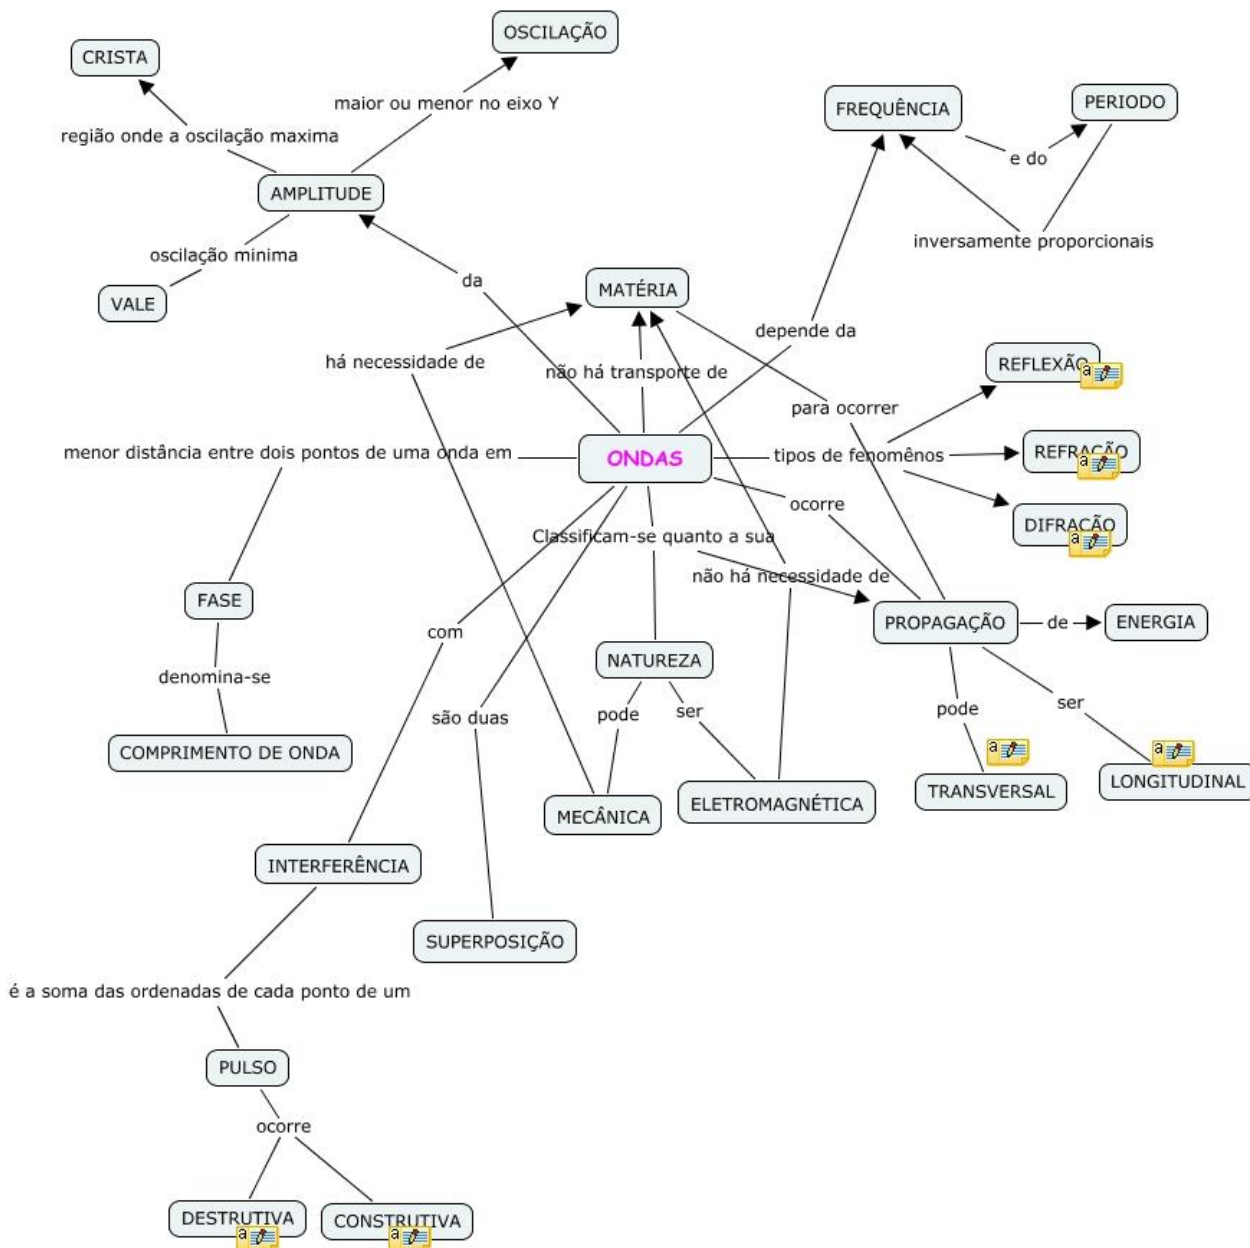 OSCILAÇÃO
CRISTA
maior ou menor no eixo Y
FREQUÊNCIA
PERIODO
região onde a oscilação maxima
e do
AMPLITUDE
inversamente proporcionais
oscilação minima
da
MATÉRIA
VALE
depende da
há necessidade de
não há transporte de
REFLEXÃO
a
para ocorrer
menor distância entre dois pontos de uma onda em
ONDAS
tipos de fenomênos
REFRAÇÃO
a
ocorre
DIFRAÇÃO
a
Classificam-se quanto a sua
não há necessidade de
FASE
PROPAGAÇÃO
de
ENERGIA
com
NATUREZA
denomina-se
são duas
pode
ser
pode
ser
COMPRIMENTO DE ONDA
a
a
TRANSVERSAL
LONGITUDINAL
MECÂNICA
ELETROMAGNÉTICA
INTERFERÊNCIA
SUPERPOSIÇÃO
é a soma das ordenadas de cada ponto de um
PULSO
ocorre
DESTRUTIVA
a
CONSTRUTIVA
a